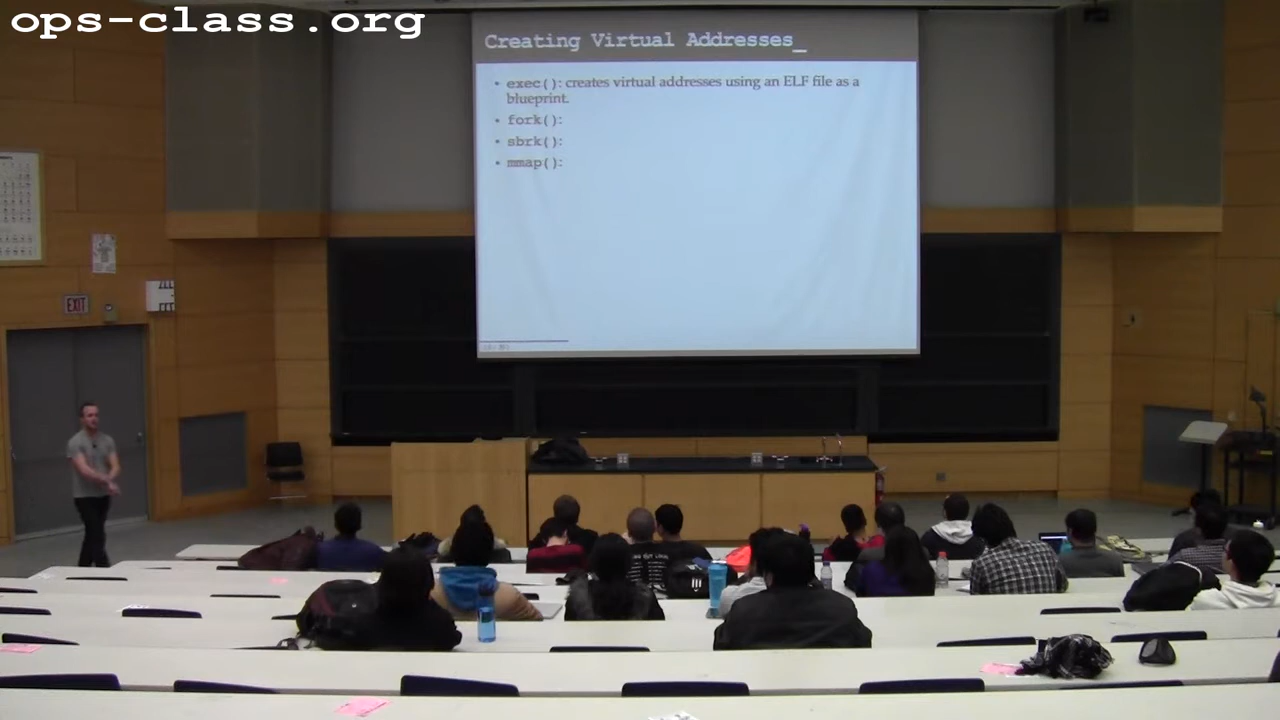 ops-class.org
Creating Virtual Addresses_
• exec(): creates virtual addresses using an ELF file as a
blueprint.
• fork():
• sbrk():
• mmap():
EXIT